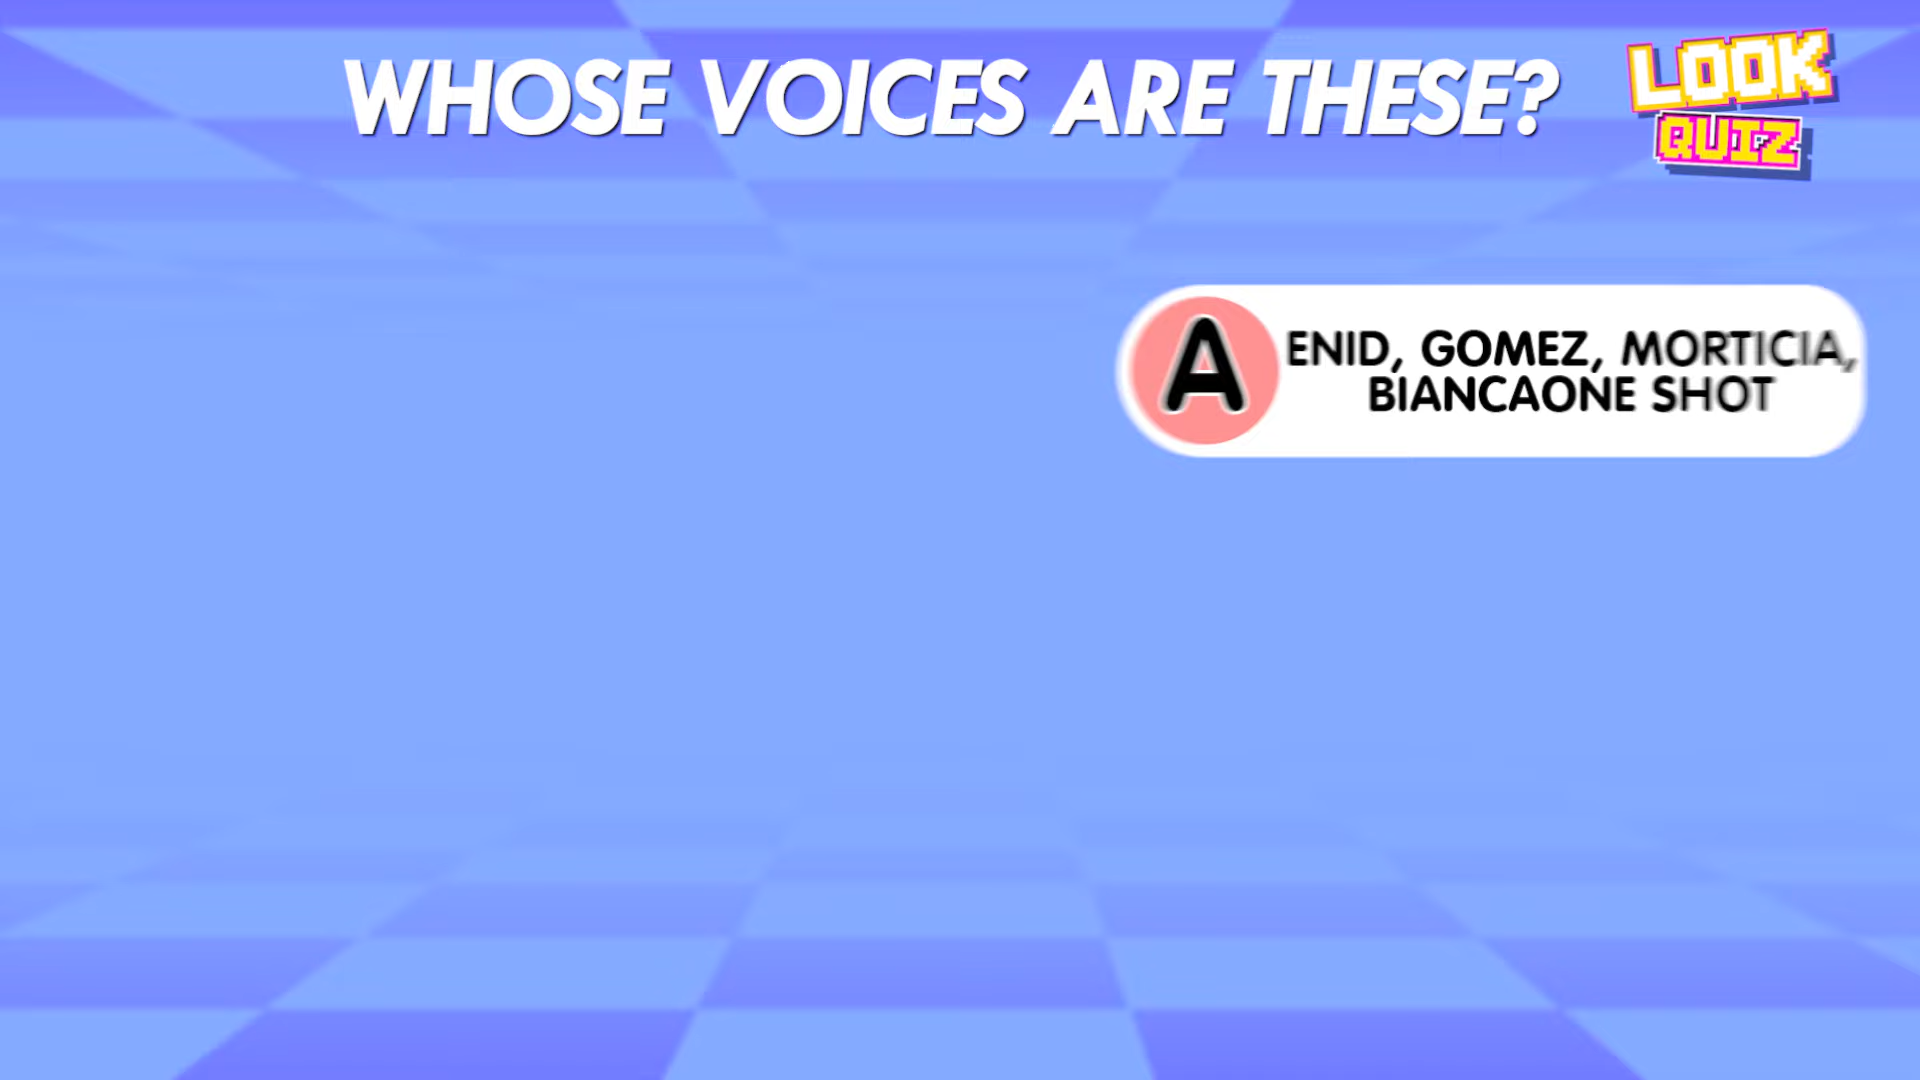 WHOSE VOICES ARE THESE?
LOOK
QUIZ
A
ENID, GOMEZ, MORTICIA,
BIANCAONE SHOT